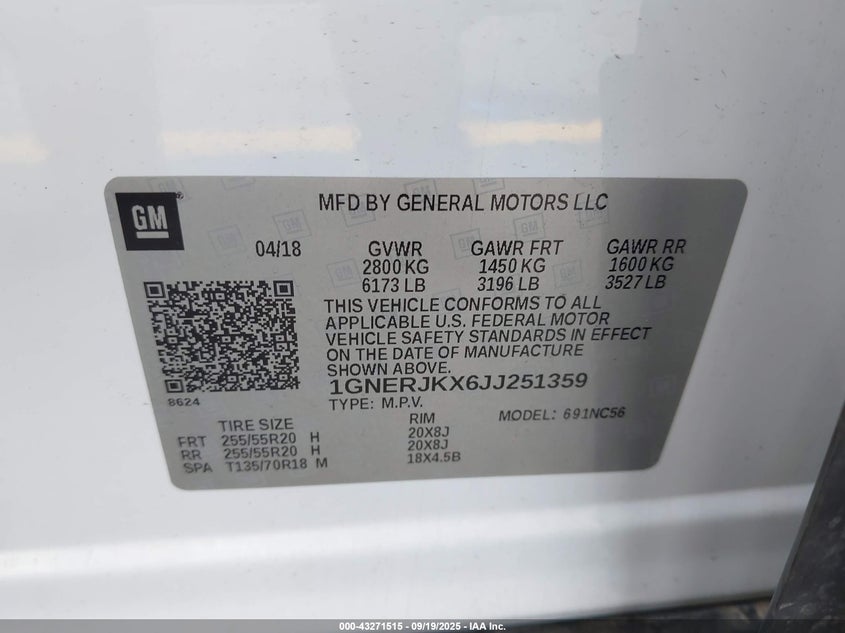 GM
MFD BY GENERAL MOTORS LLC
04/18 GVWR GAWR FRT GAWR RR
2800 KG 1450 KG 1600 KG
6173 LB 3196 LB 3527 LB
THIS VEHICLE CONFORMS TO ALL
APPLICABLE U.S. FEDERAL MOTOR
VEHICLE SAFETY STANDARDS IN EFFECT
ON THE DATE OF MANUFACTURE
SHOWN ABOVE.
1GNERJKX6JJ251359
8624
TYPE: M.P.V. MODEL: 691NC56
TIRE SIZE RIM
FRT 255/55R20 H 20X8J
RR 255/55R20 H 20X8J
SPA T135/70R18 M 18X4.5B
000-43271515 - 09/19/2025 - IAA Inc.